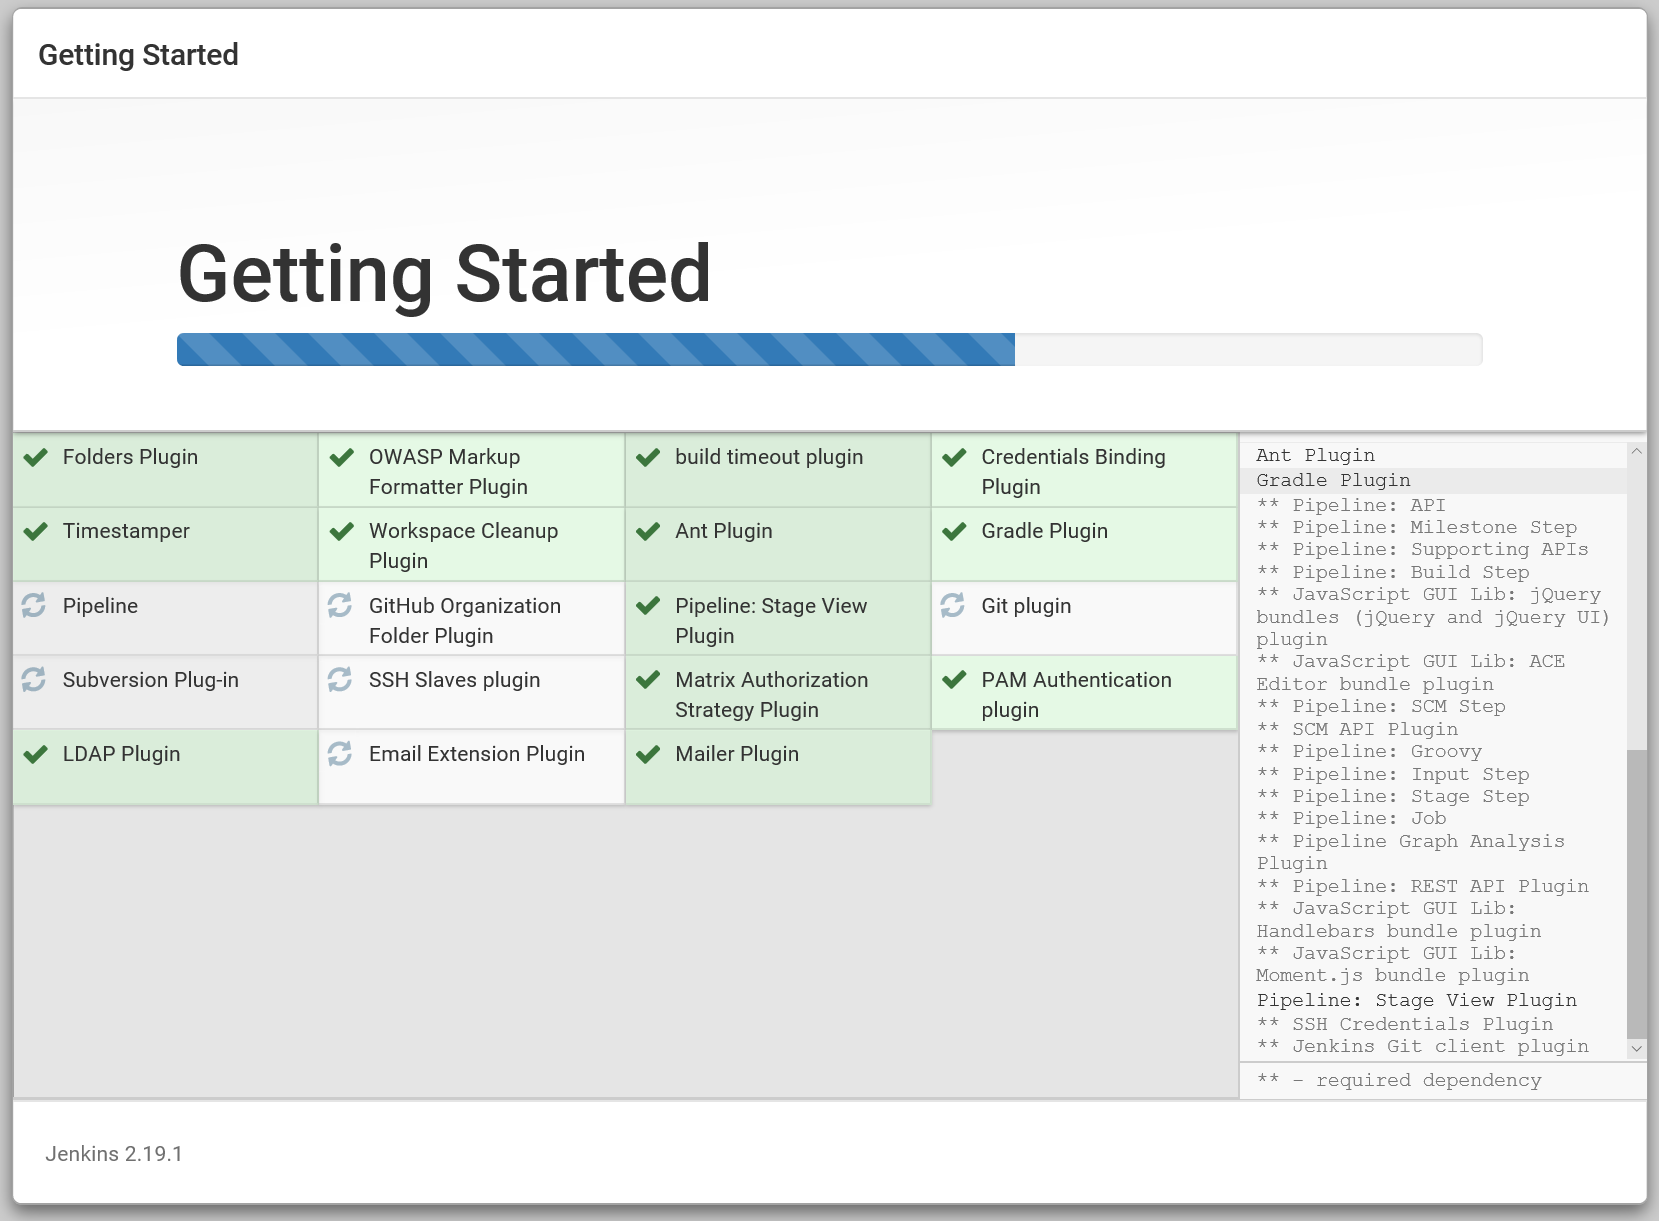 Getting Started
Getting Started
Folders Plugin
OWASP Markup
Formatter Plugin
build timeout plugin
Credentials Binding
Plugin
Timestamper
Workspace Cleanup
Plugin
Ant Plugin
Gradle Plugin
Pipeline
GitHub Organization
Folder Plugin
Pipeline: Stage View
Plugin
Git plugin
Subversion Plug-in
SSH Slaves plugin
Matrix Authorization
Strategy Plugin
PAM Authentication
plugin
LDAP Plugin
Email Extension Plugin
Mailer Plugin
Ant Plugin
Gradle Plugin
** Pipeline: API
** Pipeline: Milestone Step
** Pipeline: Supporting APIs
** Pipeline: Build Step
** JavaScript GUI Lib: jQuery
bundles (jQuery and jQuery UI)
plugin
** JavaScript GUI Lib: ACE
Editor bundle plugin
** Pipeline: SCM Step
** SCM API Plugin
** Pipeline: Groovy
** Pipeline: Input Step
** Pipeline: Stage Step
** Pipeline: Job
** Pipeline Graph Analysis
Plugin
** Pipeline: REST API Plugin
** JavaScript GUI Lib:
Handlebars bundle plugin
** JavaScript GUI Lib:
Moment.js bundle plugin
Pipeline: Stage View Plugin
** SSH Credentials Plugin
** Jenkins Git client plugin
** - required dependency
Jenkins 2.19.1